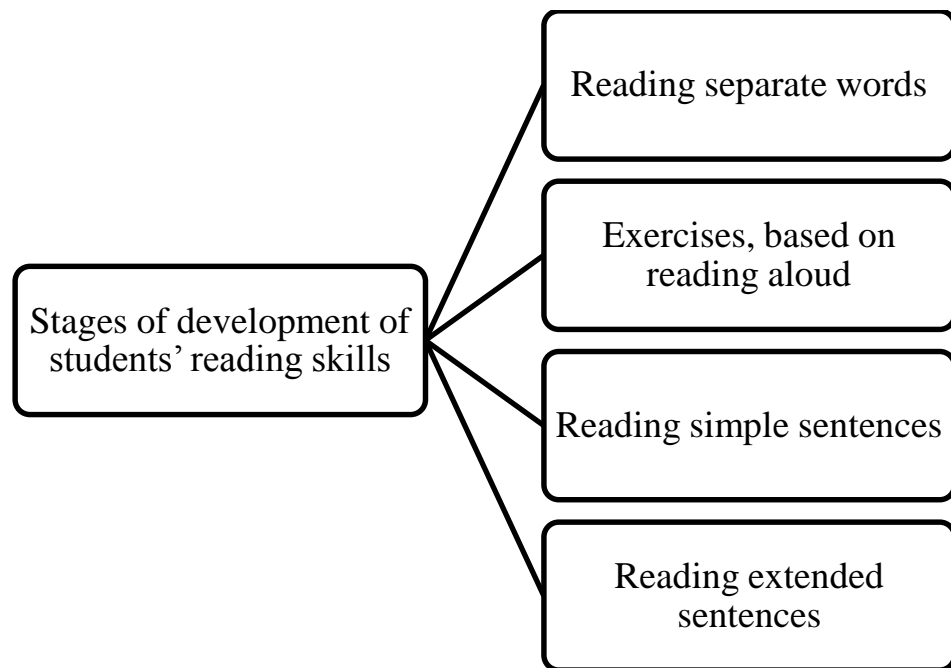 Stages of development of
students’ reading skills
Reading separate words
Exercises, based on
reading aloud
Reading simple sentences
Reading extended
sentences